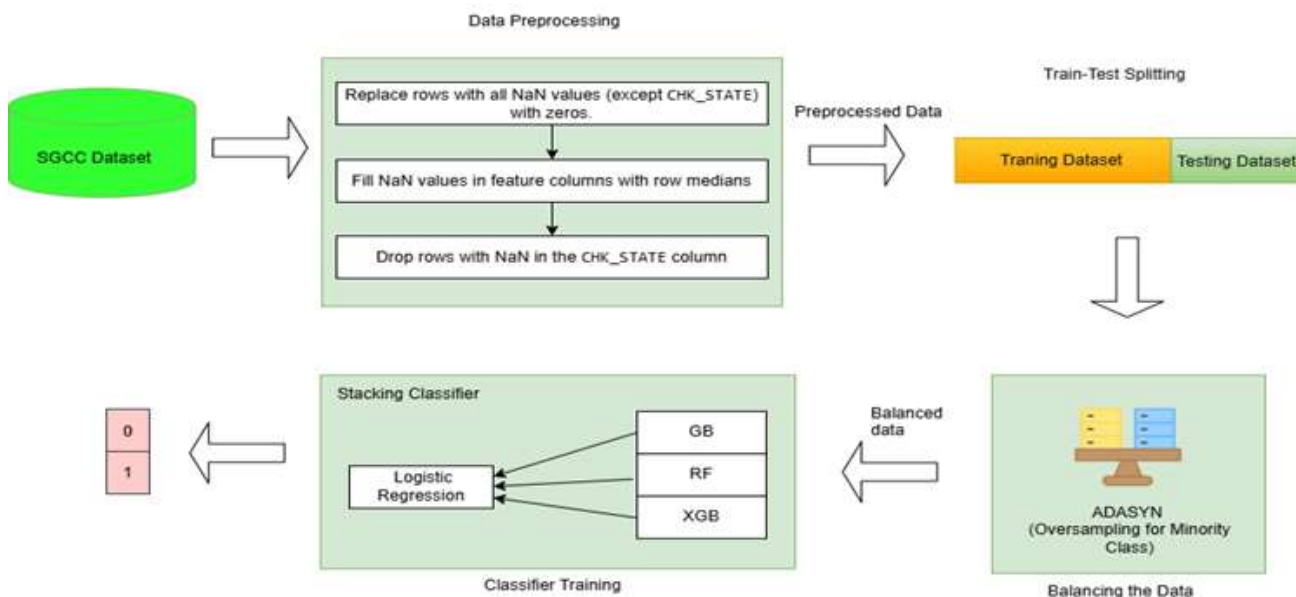 Data Preprocessing
SGCC Dataset
Replace rows with all NaN values (except CHK_STATE)
with zeros.
Fill NaN values in feature columns with row medians
Drop rows with NaN in the CHK_STATE column
Preprocessed Data
Train-Test Splitting
Traning Dataset
Testing Dataset
ADASYN
(Oversampling for Minority
Class)
Balancing the Data
Balanced
data
Stacking Classifier
GB
RF
XGB
Logistic
Regression
Classifier Training
0
1